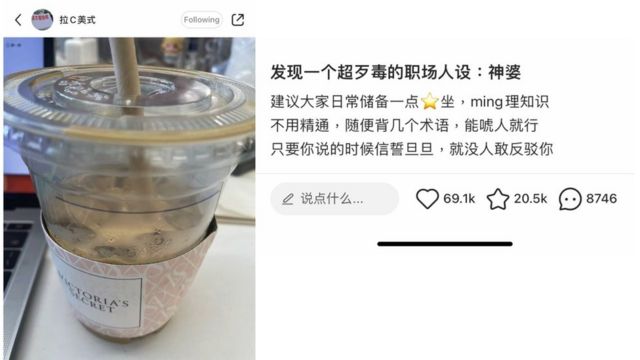 拉C美式
Following
VICTORIA'S
SECRET
发现一个超歹毒的职场人设：神婆
建议大家日常储备一点⭐坐，ming理知识
不用精通，随便背几个术语，能唬人就行
只要你说的时候信誓旦旦，就没人敢反驳你
说点什么...
69.1k
20.5k
8746